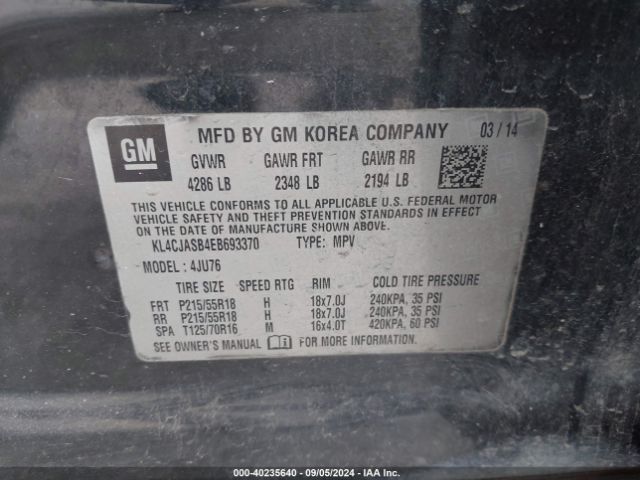 GM MFD BY GM KOREA COMPANY 03/14
GVWR GAWR FRT GAWR RR
4286 LB 2348 LB 2194 LB
THIS VEHICLE CONFORMS TO ALL APPLICABLE U.S. FEDERAL MOTOR
VEHICLE SAFETY AND THEFT PREVENTION STANDARDS IN EFFECT
ON THE DATE OF MANUFACTURE SHOWN ABOVE.
KL4CJASB4EB693370 TYPE: MPV
MODEL: 4JU76
TIRE SIZE SPEED RTG RIM COLD TIRE PRESSURE
FRT P215/55R18 H 18x7.0J 240KPA, 35 PSI
RR P215/55R18 H 18x7.0J 240KPA, 35 PSI
SPA T125/70R16 M 16x4.0T 420KPA, 60 PSI
SEE OWNER'S MANUAL FOR MORE INFORMATION.
000-40235640 - 09/05/2024 - IAA Inc.